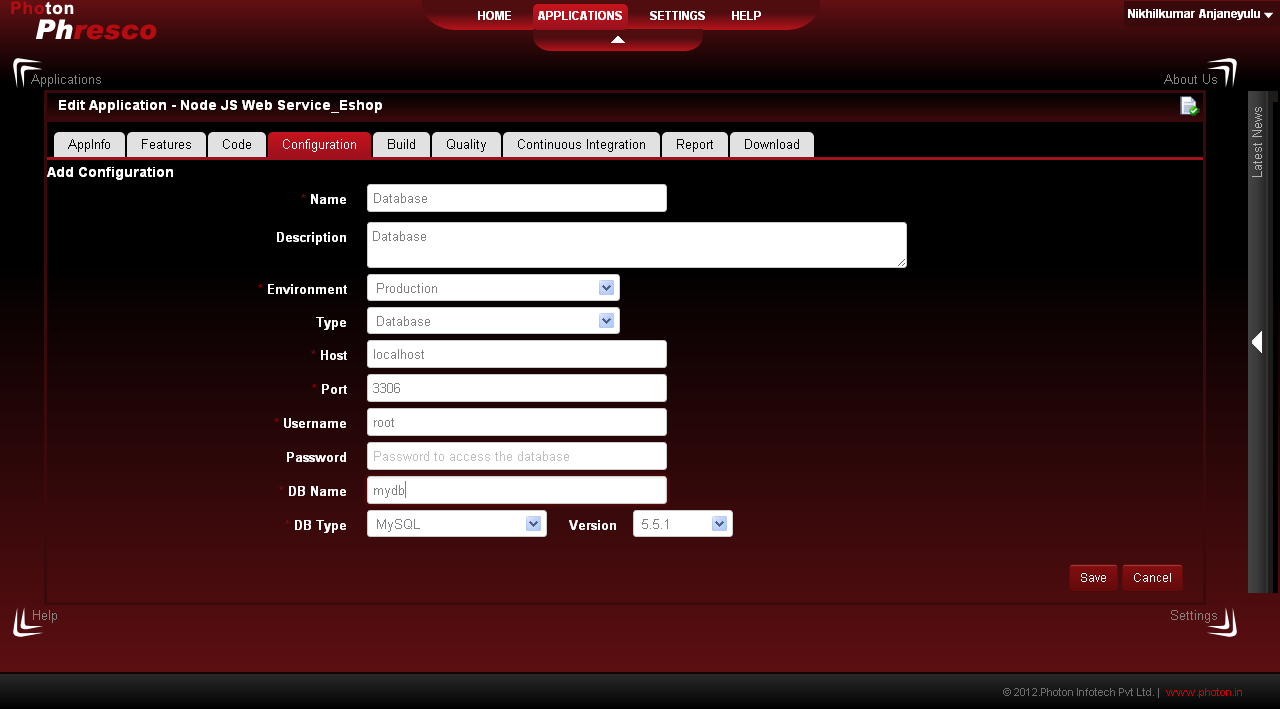 Photon
Phresco
HOME APPLICATIONS SETTINGS HELP
Nikhilkumar Anjaneyulu
Applications
About Us
Edit Application - Node JS Web Service_Eshop
Latest News
AppInfo Features Code Configuration Build Quality Continuous Integration Report Download
Add Configuration
* Name Database
Description Database
* Environment Production
Type Database
* Host localhost
* Port 3306
* Username root
Password Password to access the database
* DB Name mydb
* DB Type MySQL Version 5.5.1
Save Cancel
Help
Settings
© 2012.Photon Infotech Pvt Ltd. | www.photon.in